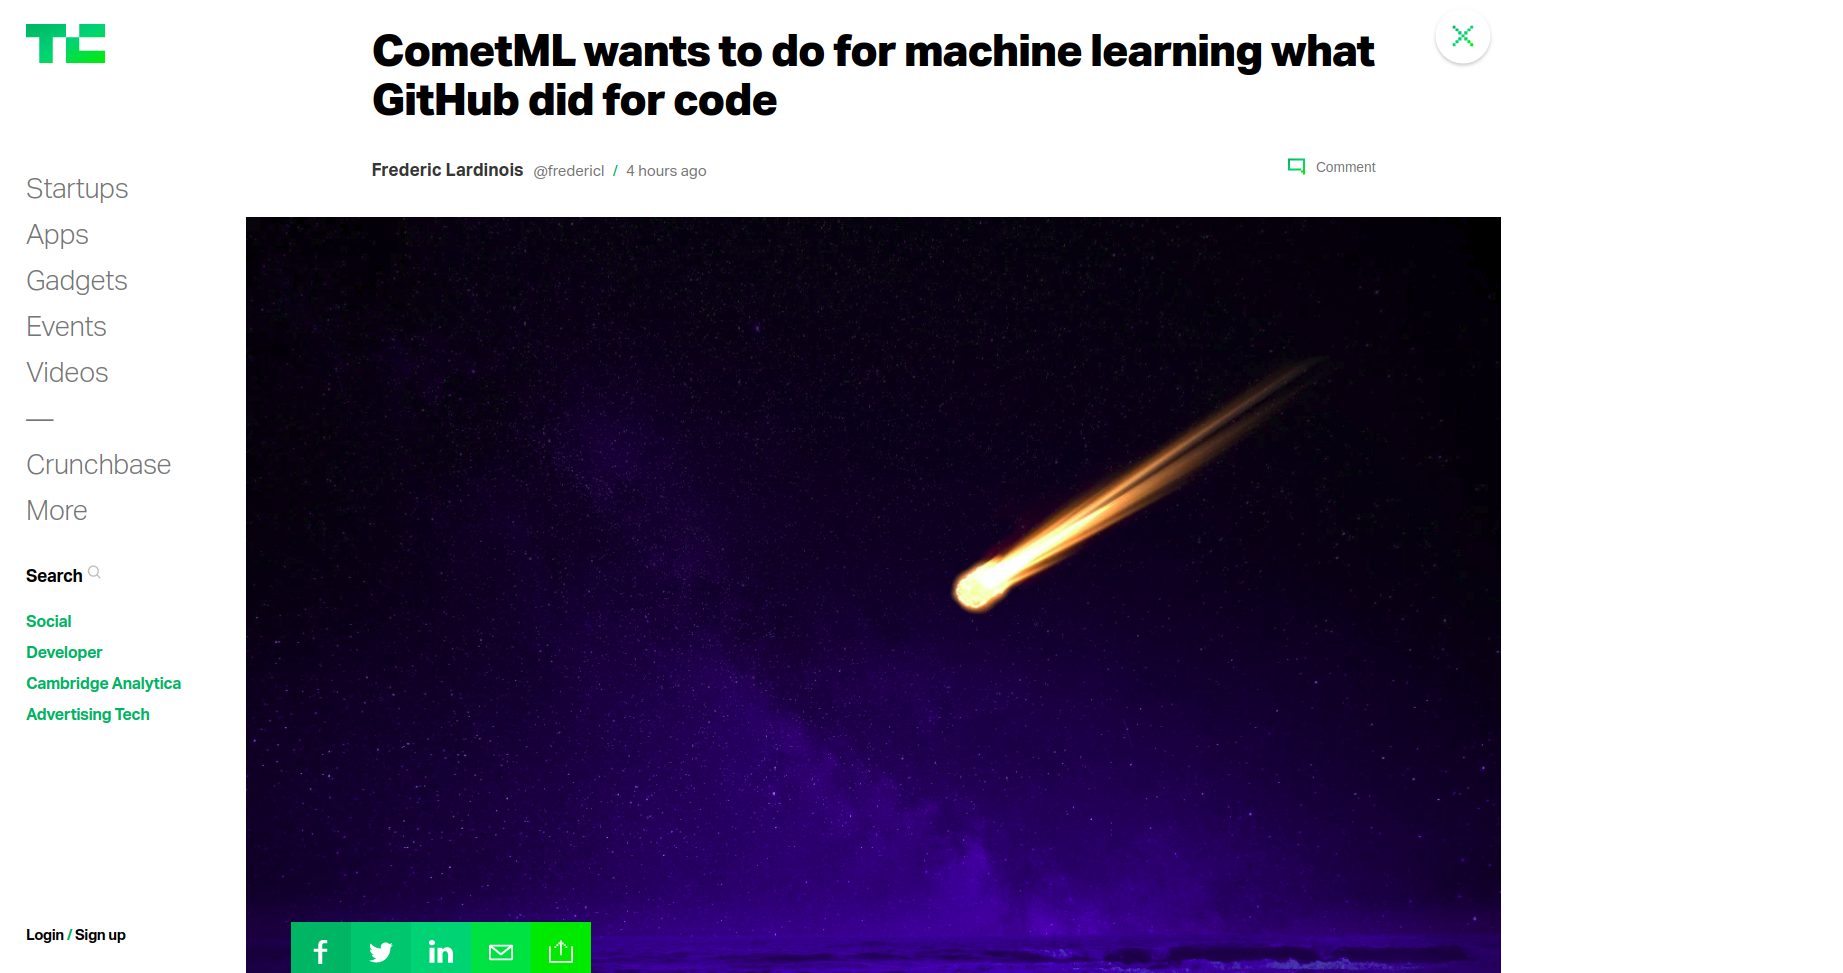 TC
CometML wants to do for machine learning what
GitHub did for code
Frederic Lardinois @fredericl / 4 hours ago
Comment
Startups
Apps
Gadgets
Events
Videos
—
Crunchbase
More
Search
Social
Developer
Cambridge Analytica
Advertising Tech
Login / Sign up
f
in